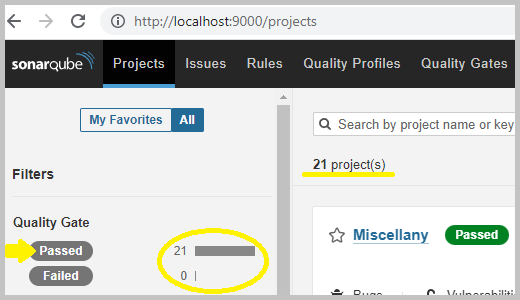 http://localhost:9000/projects
sonarqube Projects Issues Rules Quality Profiles Quality Gates
My Favorites All
Search by project name or key
21 project(s)
Filters
Quality Gate
Passed 21
Failed 0
Miscellany Passed
Bugs Vulnerabilities